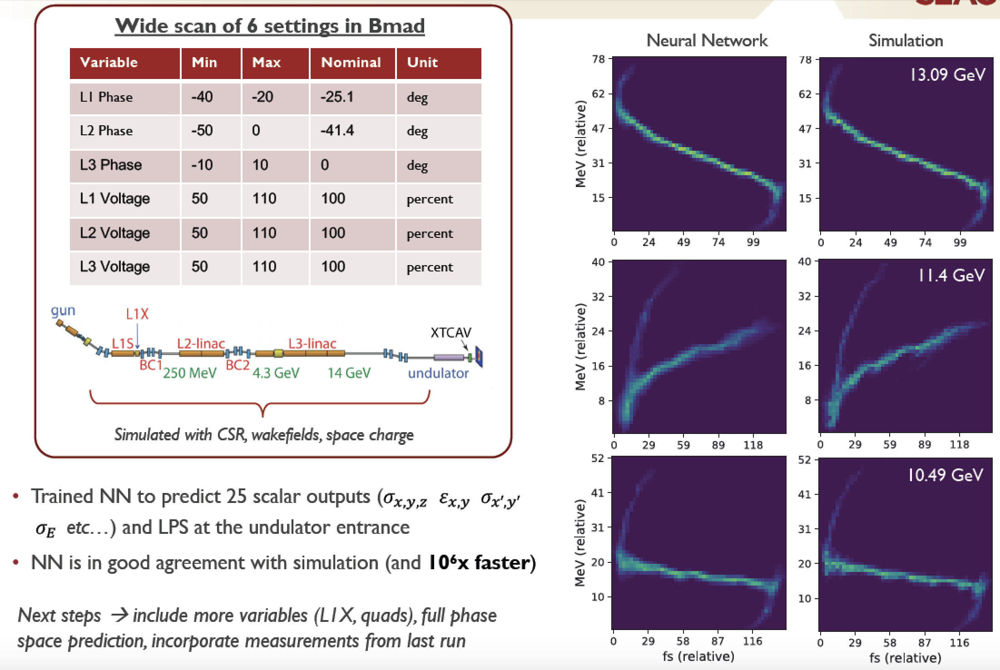 Wide scan of 6 settings in Bmad
Variable Min Max Nominal Unit
L1 Phase -40 -20 -25.1 deg
L2 Phase -50 0 -41.4 deg
L3 Phase -10 10 0 deg
L1 Voltage 50 110 100 percent
L2 Voltage 50 110 100 percent
L3 Voltage 50 110 100 percent
gun
L1X
L1S
L2-linac
L3-linac
XTCAV
BC1
250 MeV
BC2
4.3 GeV
14 GeV
undulator
Simulated with CSR, wakefields, space charge
• Trained NN to predict 25 scalar outputs (σx,y,z εx,y σx′,y′
σE etc…) and LPS at the undulator entrance
• NN is in good agreement with simulation (and 10⁶x faster)
Next steps → include more variables (L1X, quads), full phase
space prediction, incorporate measurements from last run
Neural Network
Simulation
MeV (relative)
78
62
47
31
15
0 24 49 74 99
78
62
47
31
15
13.09 GeV
0 24 49 74 99
MeV (relative)
40
32
24
16
8
0 29 59 89 118
40
32
24
16
8
11.4 GeV
0 29 59 89 118
MeV (relative)
52
41
31
20
10
0 29 58 87 116
fs (relative)
52
41
31
20
10
10.49 GeV
0 29 58 87 116
fs (relative)